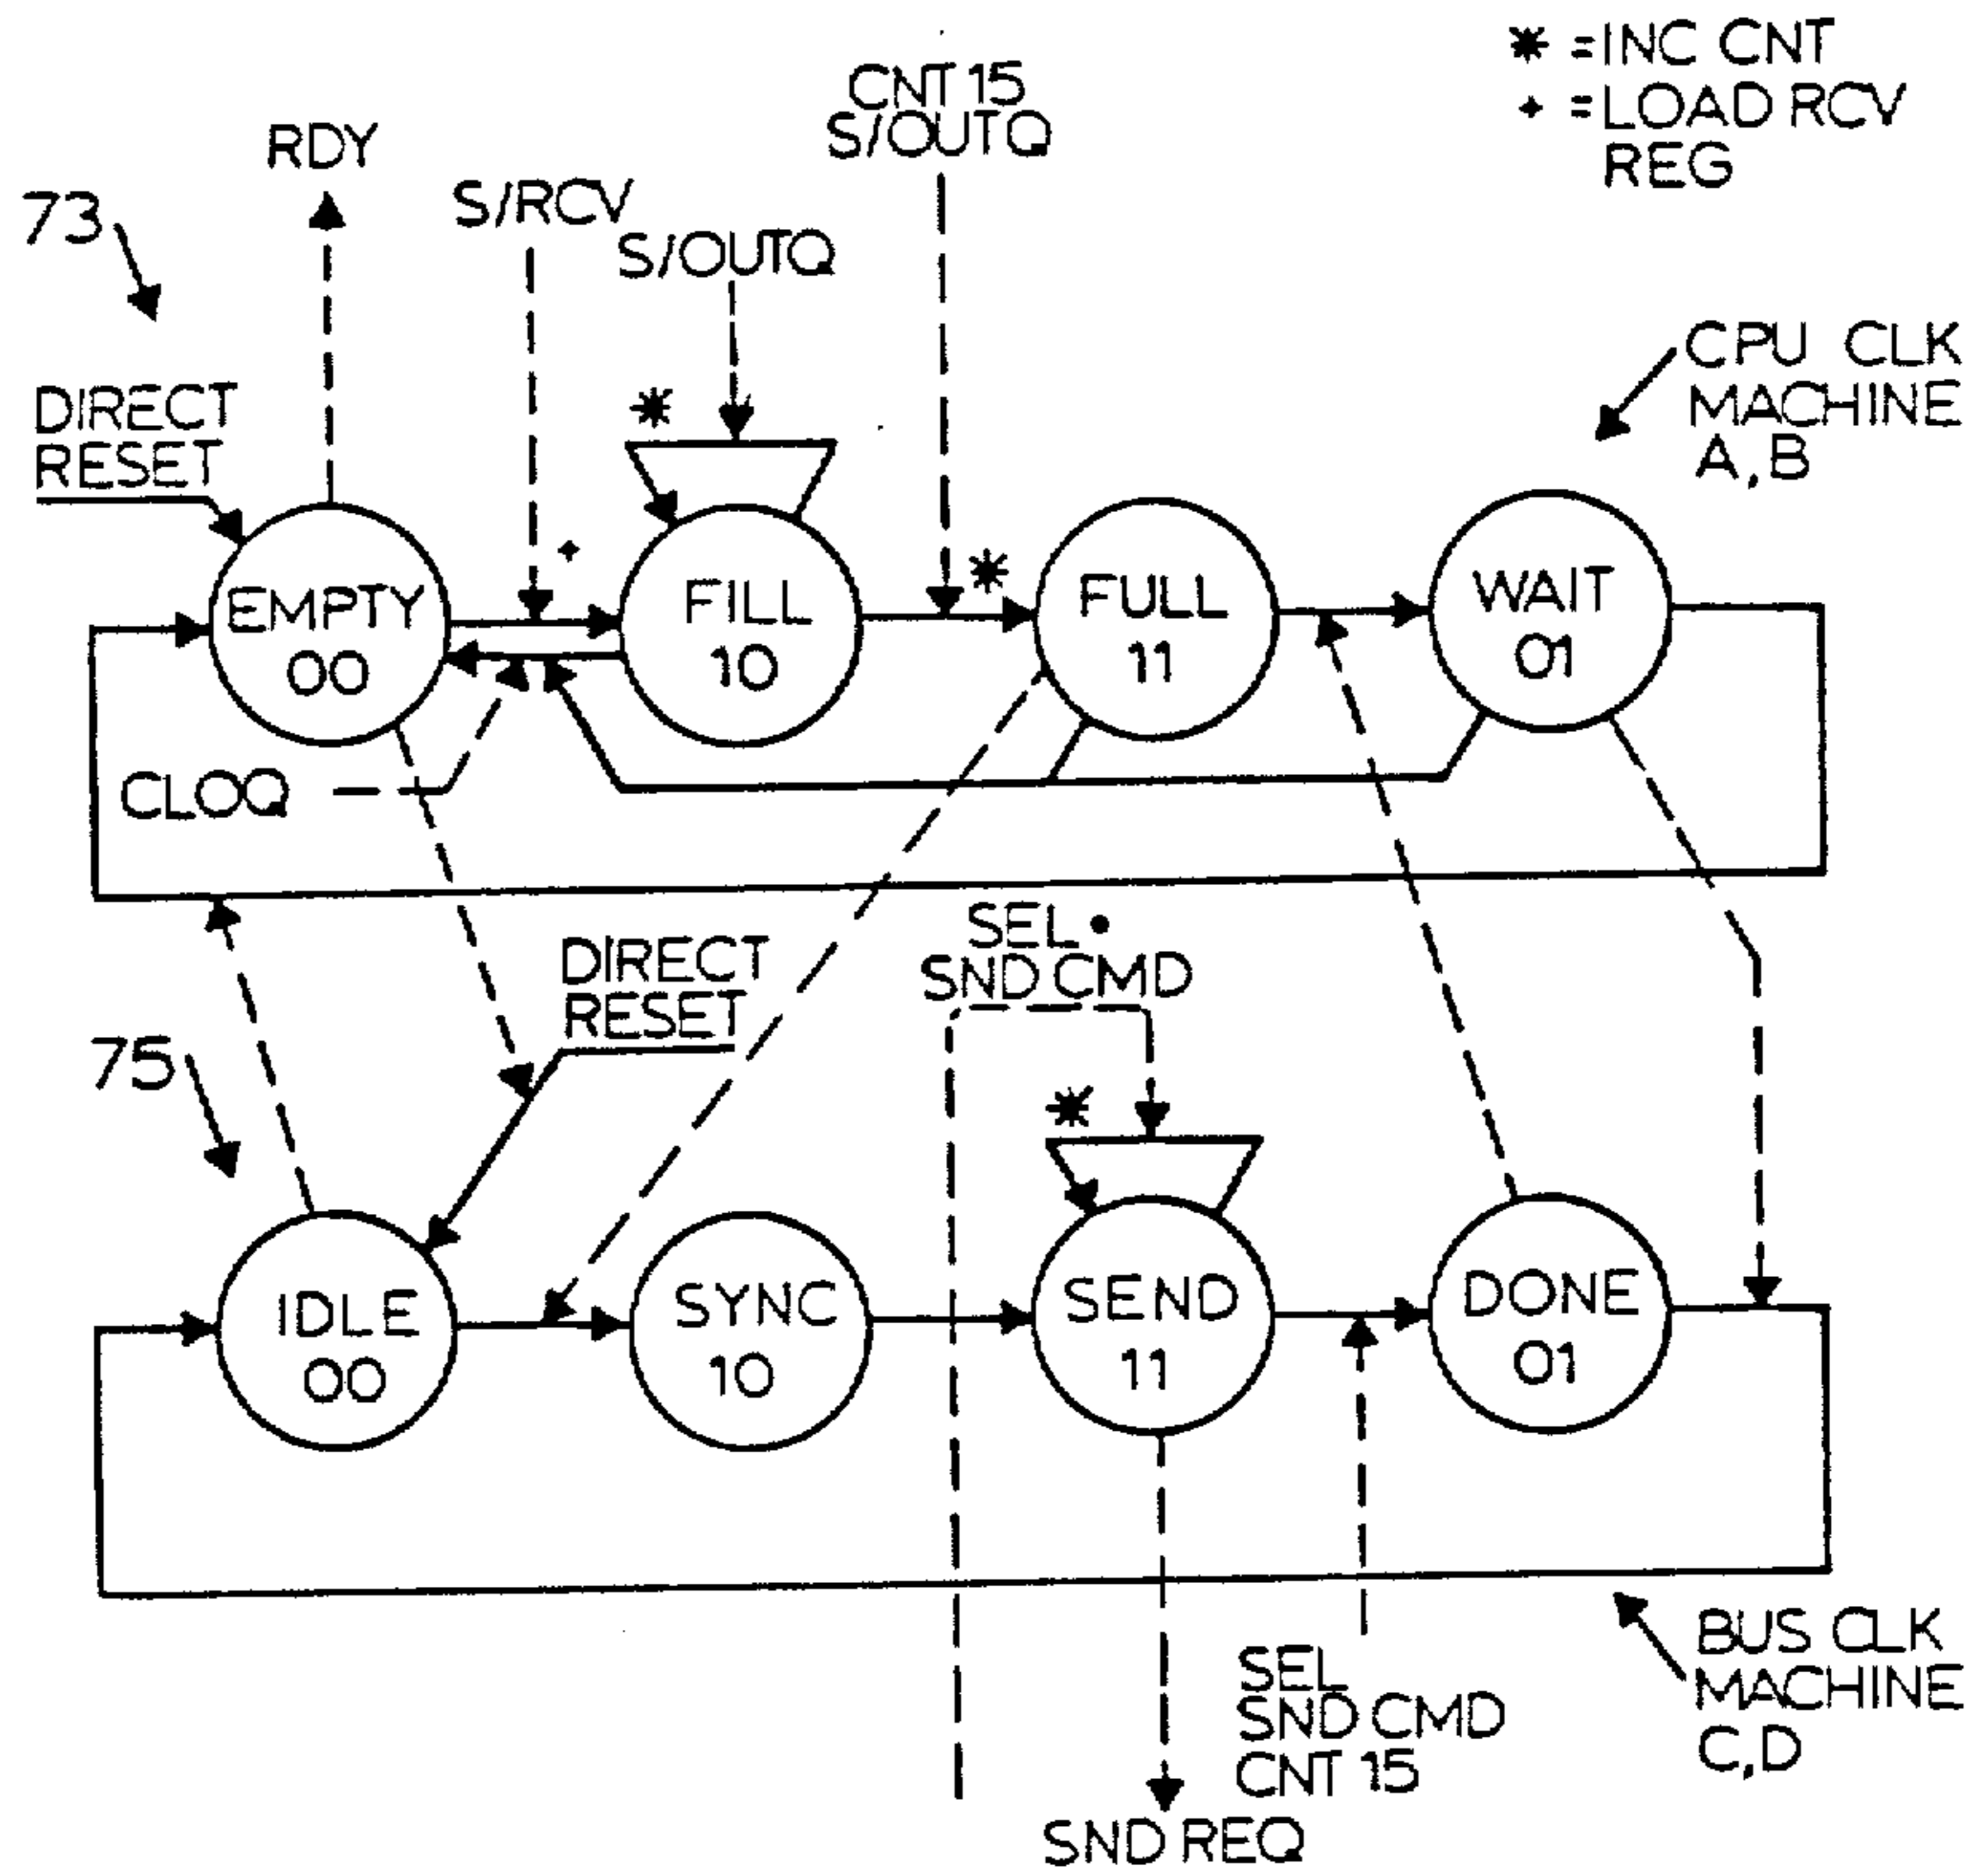 * =INC CNT
+ =LOAD RCV
REG
CNT 15
S/OUTQ
RDY
S/RCV
S/OUTQ
73
*
CPU CLK
MACHINE
A,B
DIRECT
RESET
+
*
EMPTY
00
FILL
10
FULL
11
WAIT
01
CLOQ
SEL•
SND CMD
DIRECT
RESET
75
*
IDLE
00
SYNC
10
SEND
11
DONE
01
BUS CLK
MACHINE
C,D
SEL
SND CMD
CNT 15
SND REQ